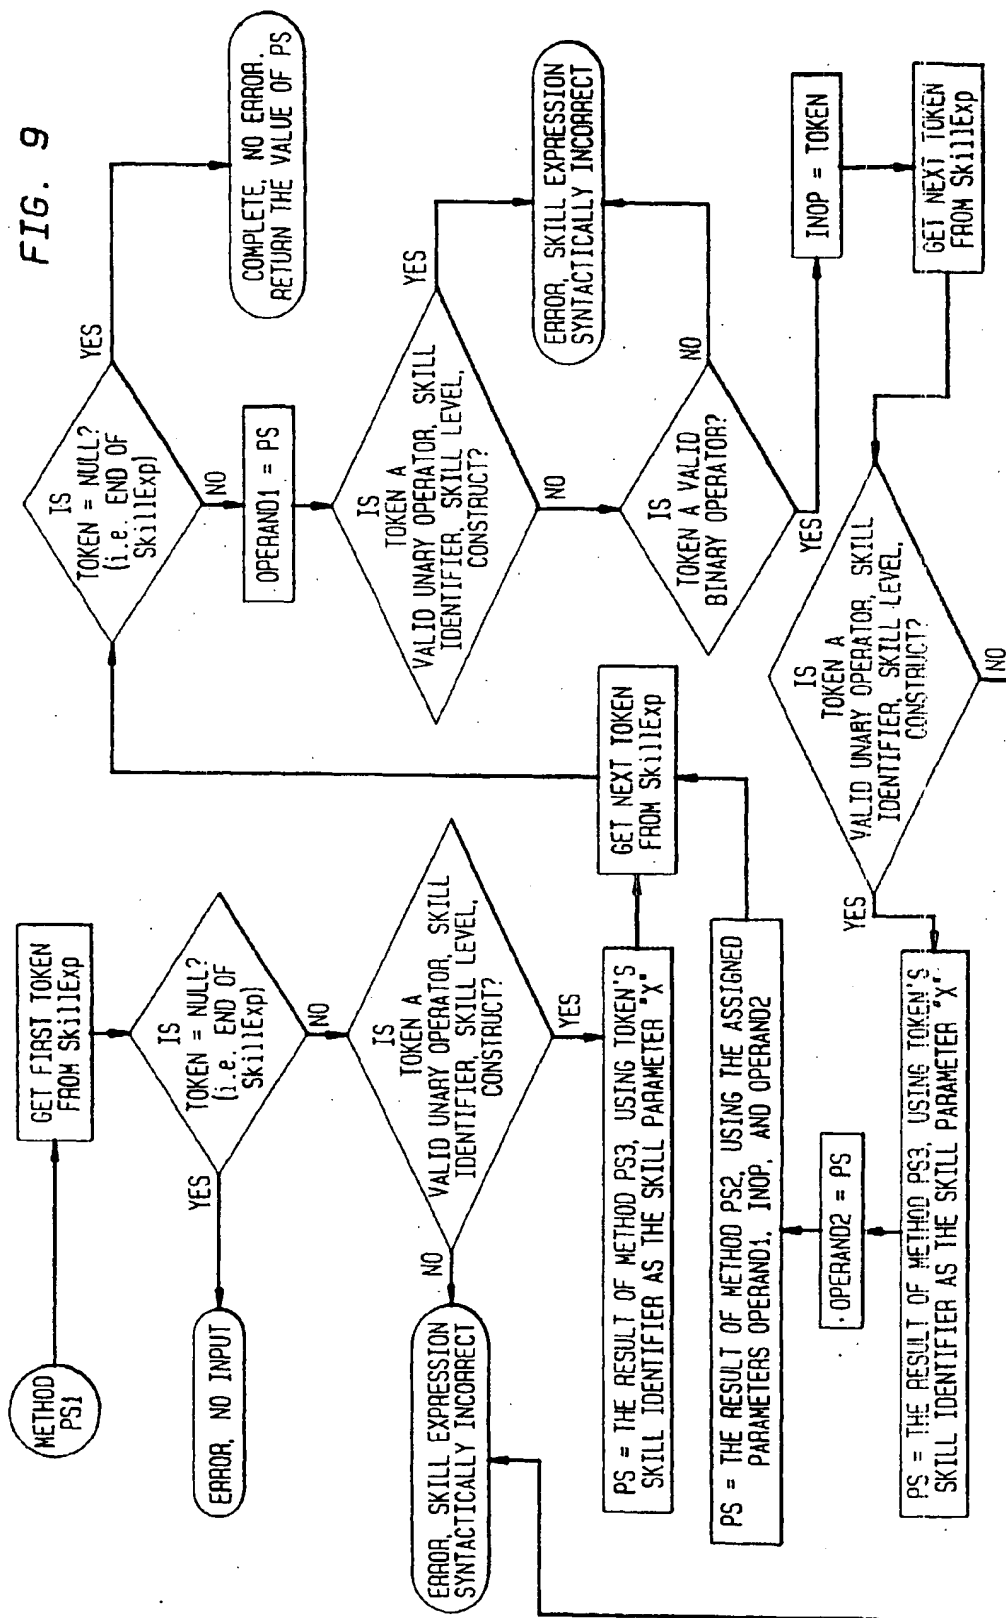 FIG. 9
METHOD
PS1
GET FIRST TOKEN
FROM SkillExp
IS
TOKEN = NULL?
(i.e. END OF
SkillExp)
YES
NO
ERROR, NO INPUT
IS
TOKEN A
VALID UNARY OPERATOR, SKILL
IDENTIFIER, SKILL LEVEL,
CONSTRUCT?
NO
YES
ERROR, SKILL EXPRESSION
SYNTACTICALLY INCORRECT
PS = THE RESULT OF METHOD PS3, USING TOKEN'S
SKILL IDENTIFIER AS THE SKILL PARAMETER "X"
GET NEXT TOKEN
FROM SkillExp
IS
TOKEN = NULL?
(i.e. END OF
SkillExp)
YES
NO
COMPLETE, NO ERROR.
RETURN THE VALUE OF PS
OPERAND1 = PS
IS
TOKEN A
VALID UNARY OPERATOR, SKILL
IDENTIFIER, SKILL LEVEL,
CONSTRUCT?
YES
NO
ERROR, SKILL EXPRESSION
SYNTACTICALLY INCORRECT
IS
TOKEN A VALID
BINARY OPERATOR?
NO
YES
INOP = TOKEN
GET NEXT TOKEN
FROM SkillExp
IS
TOKEN A
VALID UNARY OPERATOR, SKILL
IDENTIFIER, SKILL LEVEL,
CONSTRUCT?
YES
NO
PS = THE RESULT OF METHOD PS3, USING TOKEN'S
SKILL IDENTIFIER AS THE SKILL PARAMETER "X"
OPERAND2 = PS
PS = THE RESULT OF METHOD PS2, USING THE ASSIGNED
PARAMETERS OPERAND1, INOP, AND OPERAND2